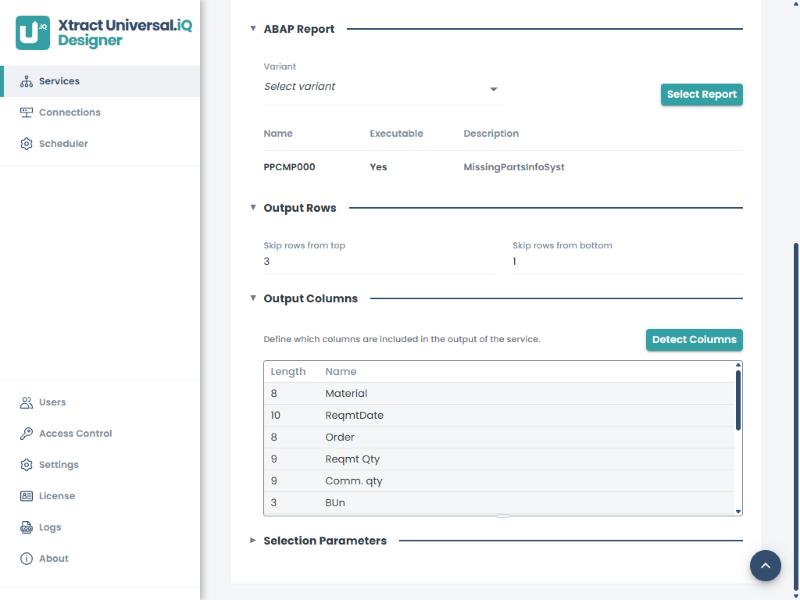 Xtract Universal.iQ
Designer
Services
Connections
Scheduler
Users
Access Control
Settings
License
Logs
About
ABAP Report
Variant
Select variant
Select Report
Name Executable Description
PPCMP000 Yes MissingPartsInfoSyst
Output Rows
Skip rows from top Skip rows from bottom
3 1
Output Columns
Define which columns are included in the output of the service.
Detect Columns
Length Name
8 Material
10 ReqmtDate
8 Order
9 Reqmt Qty
9 Comm. qty
3 BUn
Selection Parameters